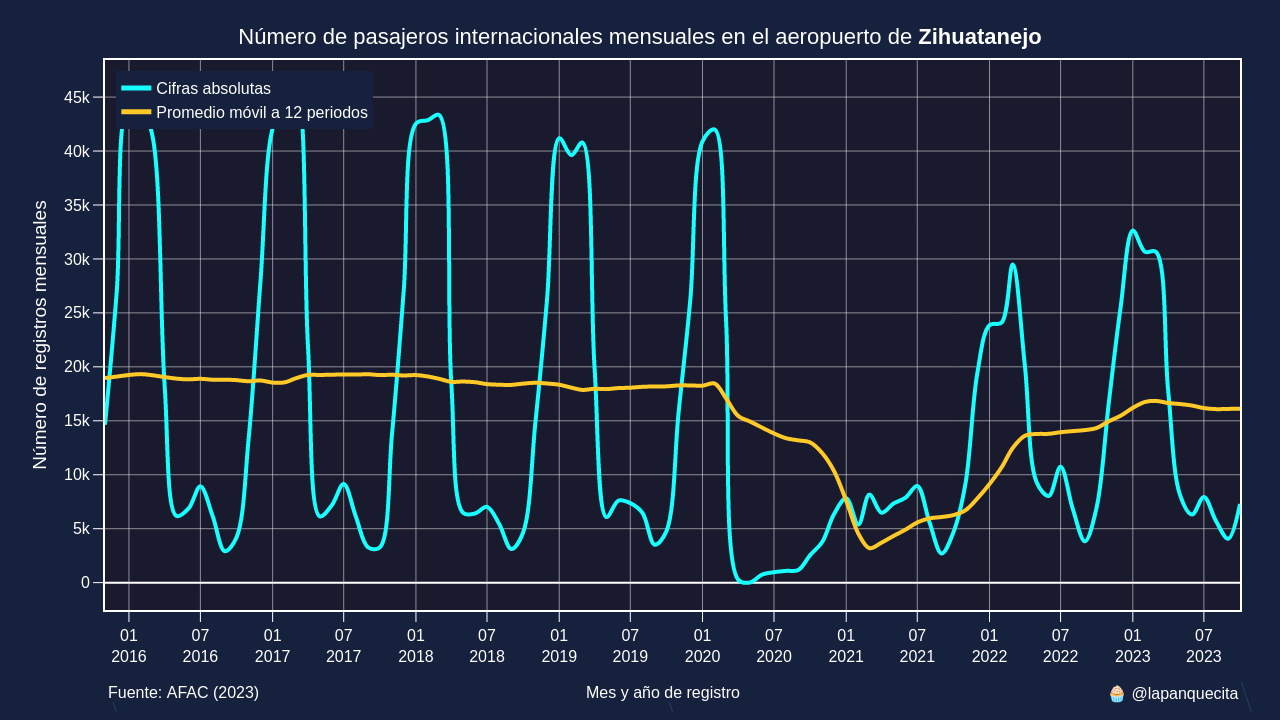 Número de pasajeros internacionales mensuales en el aeropuerto de Zihuatanejo
Cifras absolutas
Promedio móvil a 12 periodos
Número de registros mensuales
45k
40k
35k
30k
25k
20k
15k
10k
5k
0
01 07 01 07 01 07 01 07 01 07 01 07 01 07 01 07
2016 2016 2017 2017 2018 2018 2019 2019 2020 2020 2021 2021 2022 2022 2023 2023
Fuente: AFAC (2023) Mes y año de registro 🧁 @lapanquecita